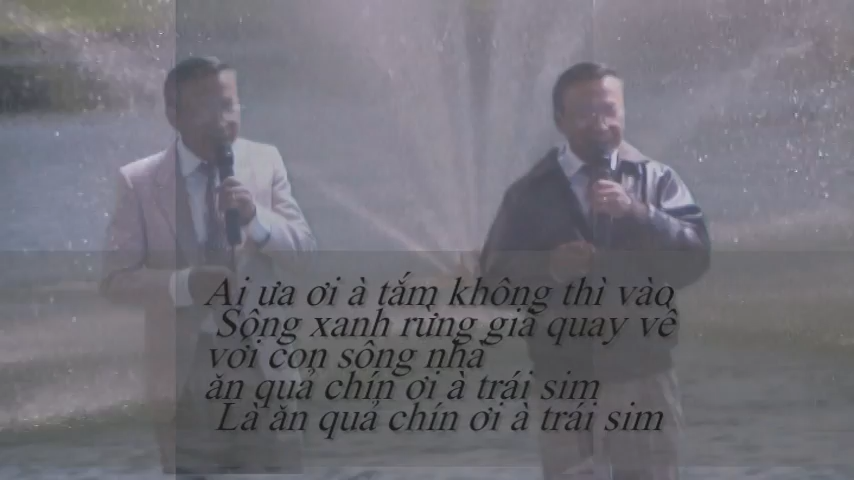 Ai ưa ơi à tắm không thì vào
Sông xanh rừng già quay về
với con sông nhà
ăn quả chín ơi à trái sim
Là ăn quả chín ơi à trái sim